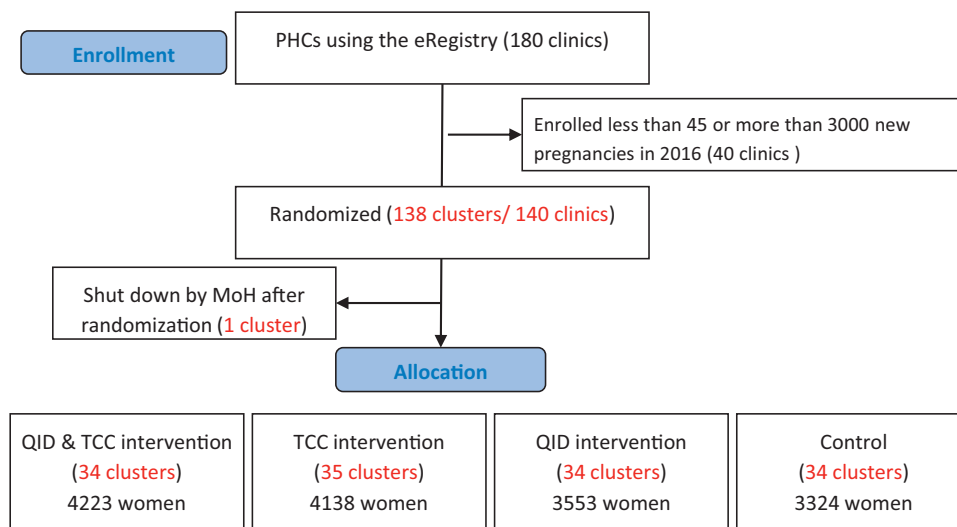 Enrollment
PHCs using the eRegistry (180 clinics)
Enrolled less than 45 or more than 3000 new
pregnancies in 2016 (40 clinics )
Randomized (138 clusters/ 140 clinics)
Shut down by MoH after
randomization (1 cluster)
Allocation
QID & TCC intervention
(34 clusters)
4223 women
TCC intervention
(35 clusters)
4138 women
QID intervention
(34 clusters)
3553 women
Control
(34 clusters)
3324 women